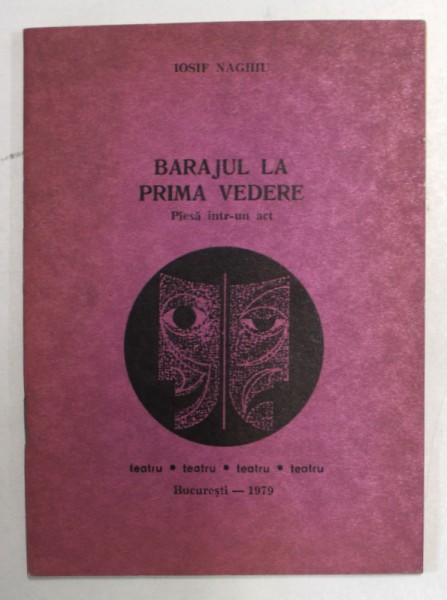 IOSIF NAGHIU
BARAJUL LA
PRIMA VEDERE
Piesă într-un act
teatru • teatru • teatru • teatru
București — 1979